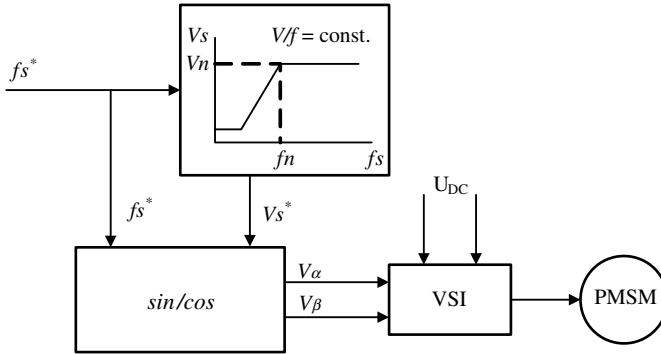 Vs
V/f = const.
Vn
fs*
fn
fs
fs*
Vs*
UDC
sin/cos
Vα
Vβ
VSI
PMSM